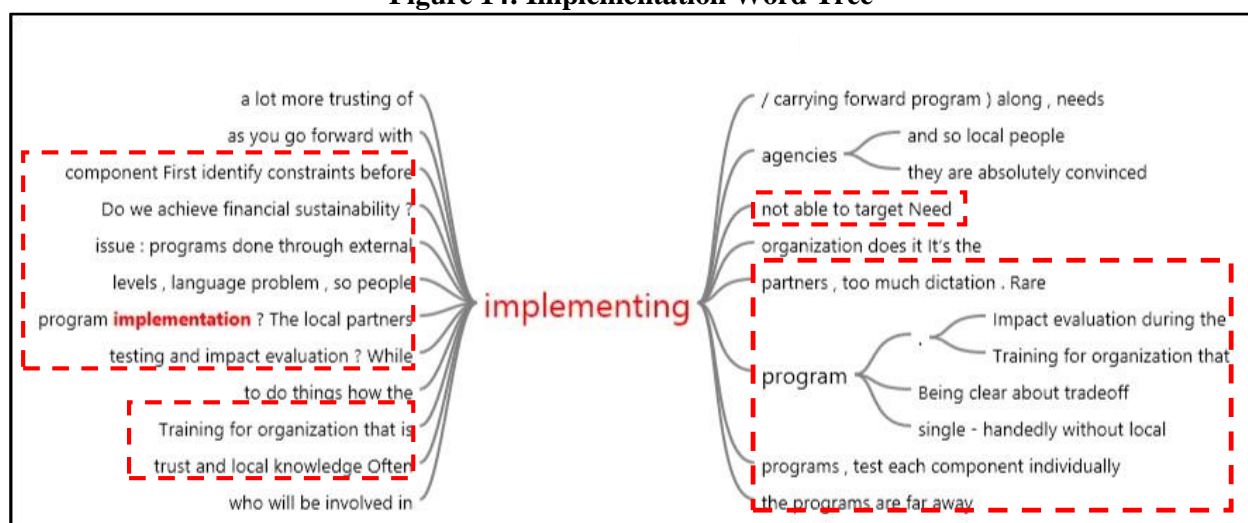 a lot more trusting of
as you go forward with
component First identify constraints before
Do we achieve financial sustainability ?
issue : programs done through external
levels , language problem , so people
program implementation ? The local partners
testing and impact evaluation ? While
to do things how the
Training for organization that is
trust and local knowledge Often
who will be involved in
implementing
/ carrying forward program ) along , needs
agencies
and so local people
they are absolutely convinced
not able to target Need
organization does it It's the
partners , too much dictation . Rare
program
.
Impact evaluation during the
Training for organization that
Being clear about tradeoff
single - handedly without local
programs , test each component individually
the programs are far away